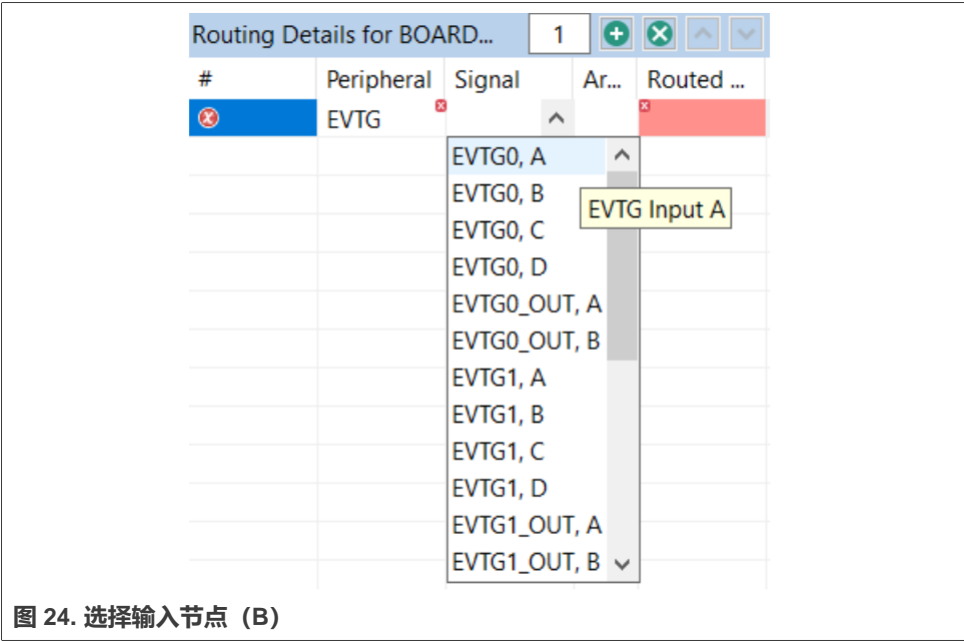 Routing Details for BOARD... 1
# Peripheral Signal Ar... Routed ...
EVTG
EVTG0, A
EVTG0, B
EVTG Input A
EVTG0, C
EVTG0, D
EVTG0_OUT, A
EVTG0_OUT, B
EVTG1, A
EVTG1, B
EVTG1, C
EVTG1, D
EVTG1_OUT, A
EVTG1_OUT, B
图 24. 选择输入节点（B）